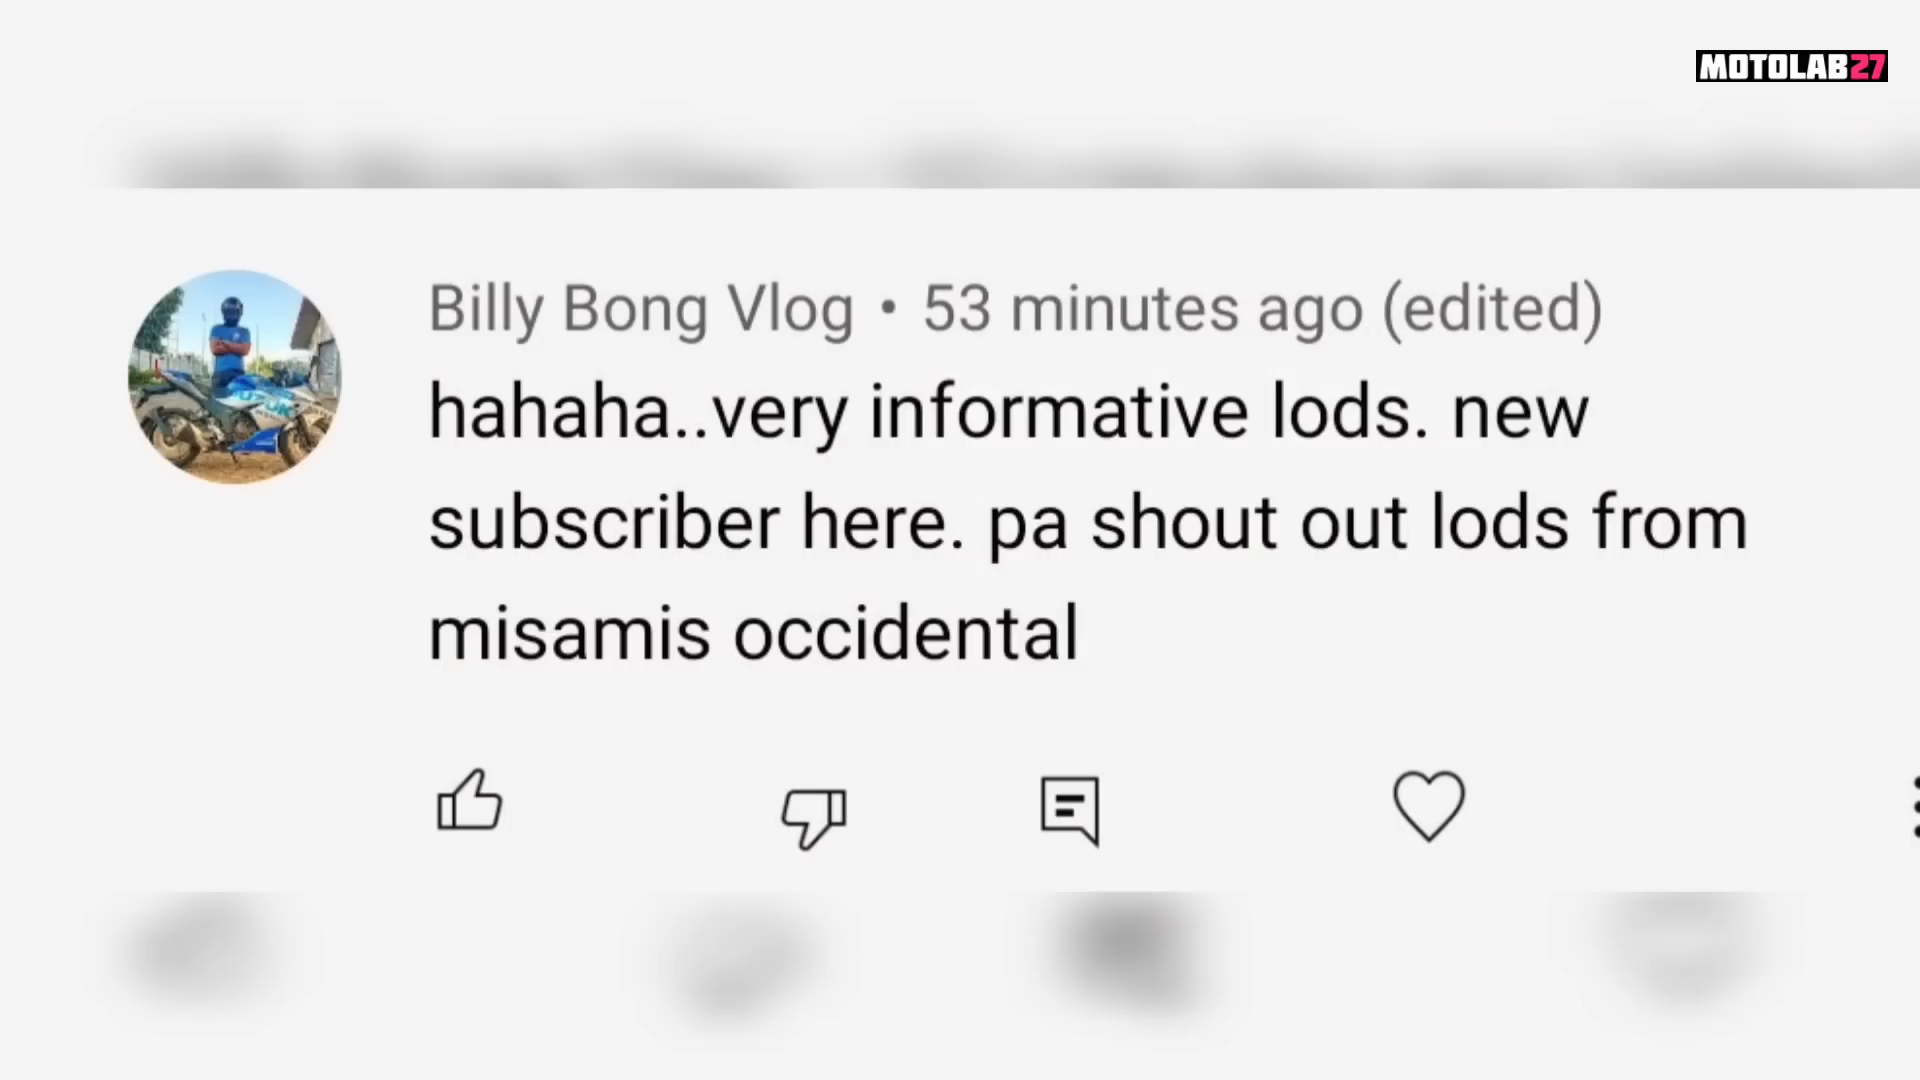 MOTOLAB27
Billy Bong Vlog • 53 minutes ago (edited)
hahaha..very informative lods. new
subscriber here. pa shout out lods from
misamis occidental